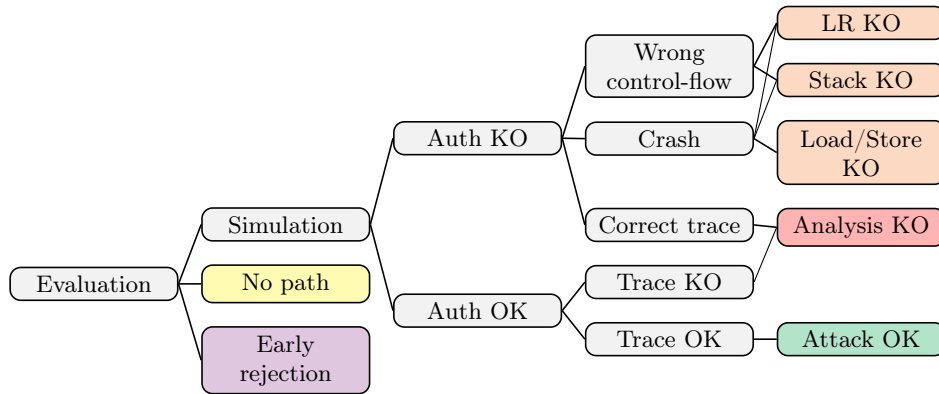 Evaluation
Simulation
No path
Early
rejection
Auth KO
Auth OK
Wrong
control-flow
Crash
Correct trace
Trace KO
Trace OK
LR KO
Stack KO
Load/Store
KO
Analysis KO
Attack OK